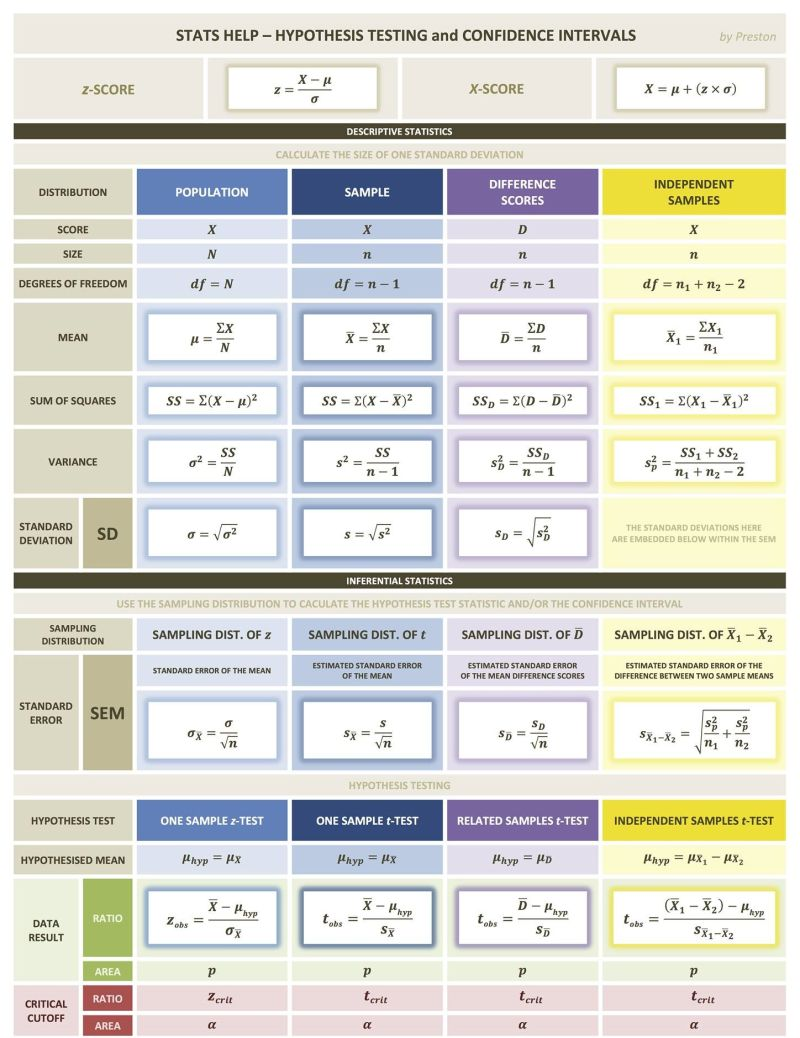 STATS HELP – HYPOTHESIS TESTING and CONFIDENCE INTERVALS
by Preston
z-SCORE
z = (X − μ)/σ
X-SCORE
X = μ + (z × σ)
DESCRIPTIVE STATISTICS
CALCULATE THE SIZE OF ONE STANDARD DEVIATION
DISTRIBUTION
POPULATION
SAMPLE
DIFFERENCE
SCORES
INDEPENDENT
SAMPLES
SCORE
X
X
D
X
SIZE
N
n
n
n
DEGREES OF FREEDOM
df = N
df = n − 1
df = n − 1
df = n₁ + n₂ − 2
MEAN
μ = ΣX/N
X̄ = ΣX/n
D̄ = ΣD/n
X̄₁ = ΣX₁/n₁
SUM OF SQUARES
SS = Σ(X − μ)²
SS = Σ(X − X̄)²
SS_D = Σ(D − D̄)²
SS₁ = Σ(X₁ − X̄₁)²
VARIANCE
σ² = SS/N
s² = SS/(n − 1)
s²_D = SS_D/(n − 1)
s²_p = (SS₁ + SS₂)/(n₁ + n₂ − 2)
STANDARD
DEVIATION
SD
σ = √σ²
s = √s²
s_D = √s²_D
THE STANDARD DEVIATIONS HERE
ARE EMBEDDED BELOW WITHIN THE SEM
INFERENTIAL STATISTICS
USE THE SAMPLING DISTRIBUTION TO CACULATE THE HYPOTHESIS TEST STATISTIC AND/OR THE CONFIDENCE INTERVAL
SAMPLING
DISTRIBUTION
SAMPLING DIST. OF z
SAMPLING DIST. OF t
SAMPLING DIST. OF D̄
SAMPLING DIST. OF X̄₁ − X̄₂
STANDARD
ERROR
SEM
STANDARD ERROR OF THE MEAN
ESTIMATED STANDARD ERROR
OF THE MEAN
ESTIMATED STANDARD ERROR
OF THE MEAN DIFFERENCE SCORES
ESTIMATED STANDARD ERROR OF THE
DIFFERENCE BETWEEN TWO SAMPLE MEANS
σ_X̄ = σ/√n
s_X̄ = s/√n
s_D̄ = s_D/√n
s_X̄₁−X̄₂ = √(s²_p/n₁ + s²_p/n₂)
HYPOTHESIS TESTING
HYPOTHESIS TEST
ONE SAMPLE z-TEST
ONE SAMPLE t-TEST
RELATED SAMPLES t-TEST
INDEPENDENT SAMPLES t-TEST
HYPOTHESISED MEAN
μ_hyp = μ_X̄
μ_hyp = μ_X̄
μ_hyp = μ_D̄
μ_hyp = μ_X̄₁ − μ_X̄₂
DATA
RESULT
RATIO
z_obs = (X̄ − μ_hyp)/σ_X̄
t_obs = (X̄ − μ_hyp)/s_X̄
t_obs = (D̄ − μ_hyp)/s_D̄
t_obs = ((X̄₁ − X̄₂) − μ_hyp)/s_X̄₁−X̄₂
AREA
p
p
p
p
CRITICAL
CUTOFF
RATIO
z_crit
t_crit
t_crit
t_crit
AREA
α
α
α
α